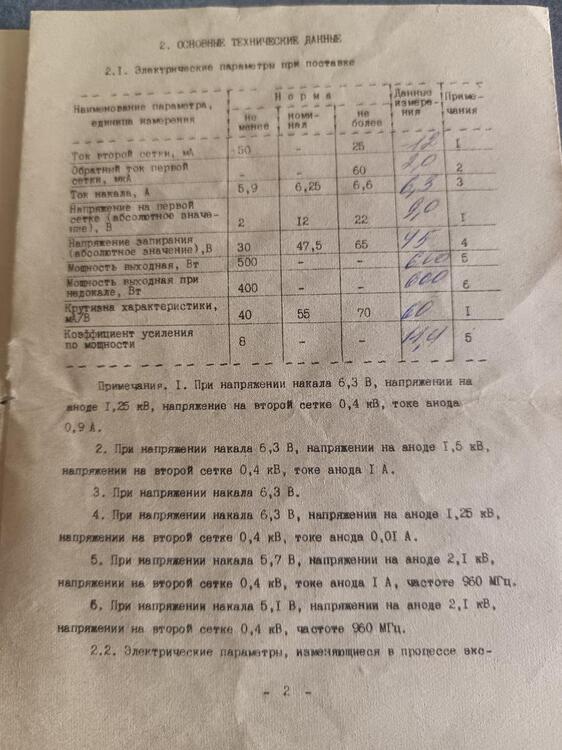 2. ОСНОВНЫЕ ТЕХНИЧЕСКИЕ ДАННЫЕ
2.I. Электрические параметры при поставке
Наименование параметра, единица измерения | Норма: не менее | номинал | не более | Данные измерения | Примечания
Ток второй сетки, мА | -50 | - | 25 | -12 | I
Обратный ток первой сетки, мкА | - | - | 60 | 20 | 2
Ток накала, А | 5,9 | 6,25 | 6,6 | 6,3 | 3
Напряжение на первой сетке (абсолютное значение), В | 2 | I2 | 22 | 9,0 | I
Напряжение запирания (абсолютное значение), В | 30 | 47,5 | 65 | 45 | 4
Мощность выходная, Вт | 500 | - | - | 600 | 5
Мощность выходная при недокале, Вт | 400 | - | - | 600 | 6
Крутизна характеристики, мА/В | 40 | 55 | 70 | 60 | I
Коэффициент усиления по мощности | 8 | - | - | 5
Примечания. I. При напряжении накала 6,3 В, напряжении на
аноде I,25 кВ, напряжение на второй сетке 0,4 кВ, токе анода
0,9 А.
2. При напряжении накала 6,3 В, напряжении на аноде I,5 кВ,
напряжении на второй сетке 0,4 кВ, токе анода I А.
3. При напряжении накала 6,3 В.
4. При напряжении накала 6,3 В, напряжении на аноде I,25 кВ,
напряжении на второй сетке 0,4 кВ, токе анода 0,0I А.
5. При напряжении накала 5,7 В, напряжении на аноде 2,I кВ,
напряжении на второй сетке 0,4 кВ, токе анода I А, частоте 960 МГц.
6. При напряжении накала 5,I В, напряжении на аноде 2,I кВ,
напряжении на второй сетке 0,4 кВ, частоте 960 МГц.
2.2. Электрические параметры, изменяющиеся в процессе экс-
- 2 -